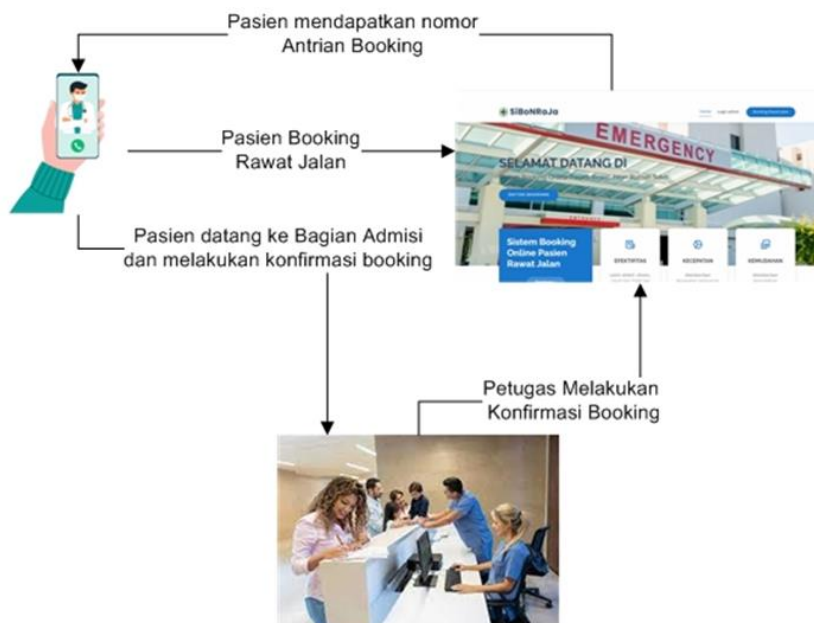 Pasien mendapatkan nomor
Antrian Booking
SiBoNRaJa
Pasien Booking
Rawat Jalan
EMERGENCY
SELAMAT DATANG DI
Pasien datang ke Bagian Admisi
dan melakukan konfirmasi booking
Sistem Booking
Online Pasien
Rawat Jalan
EFEKTIFITAS
KECEPATAN
KEMUDAHAN
Petugas Melakukan
Konfirmasi Booking